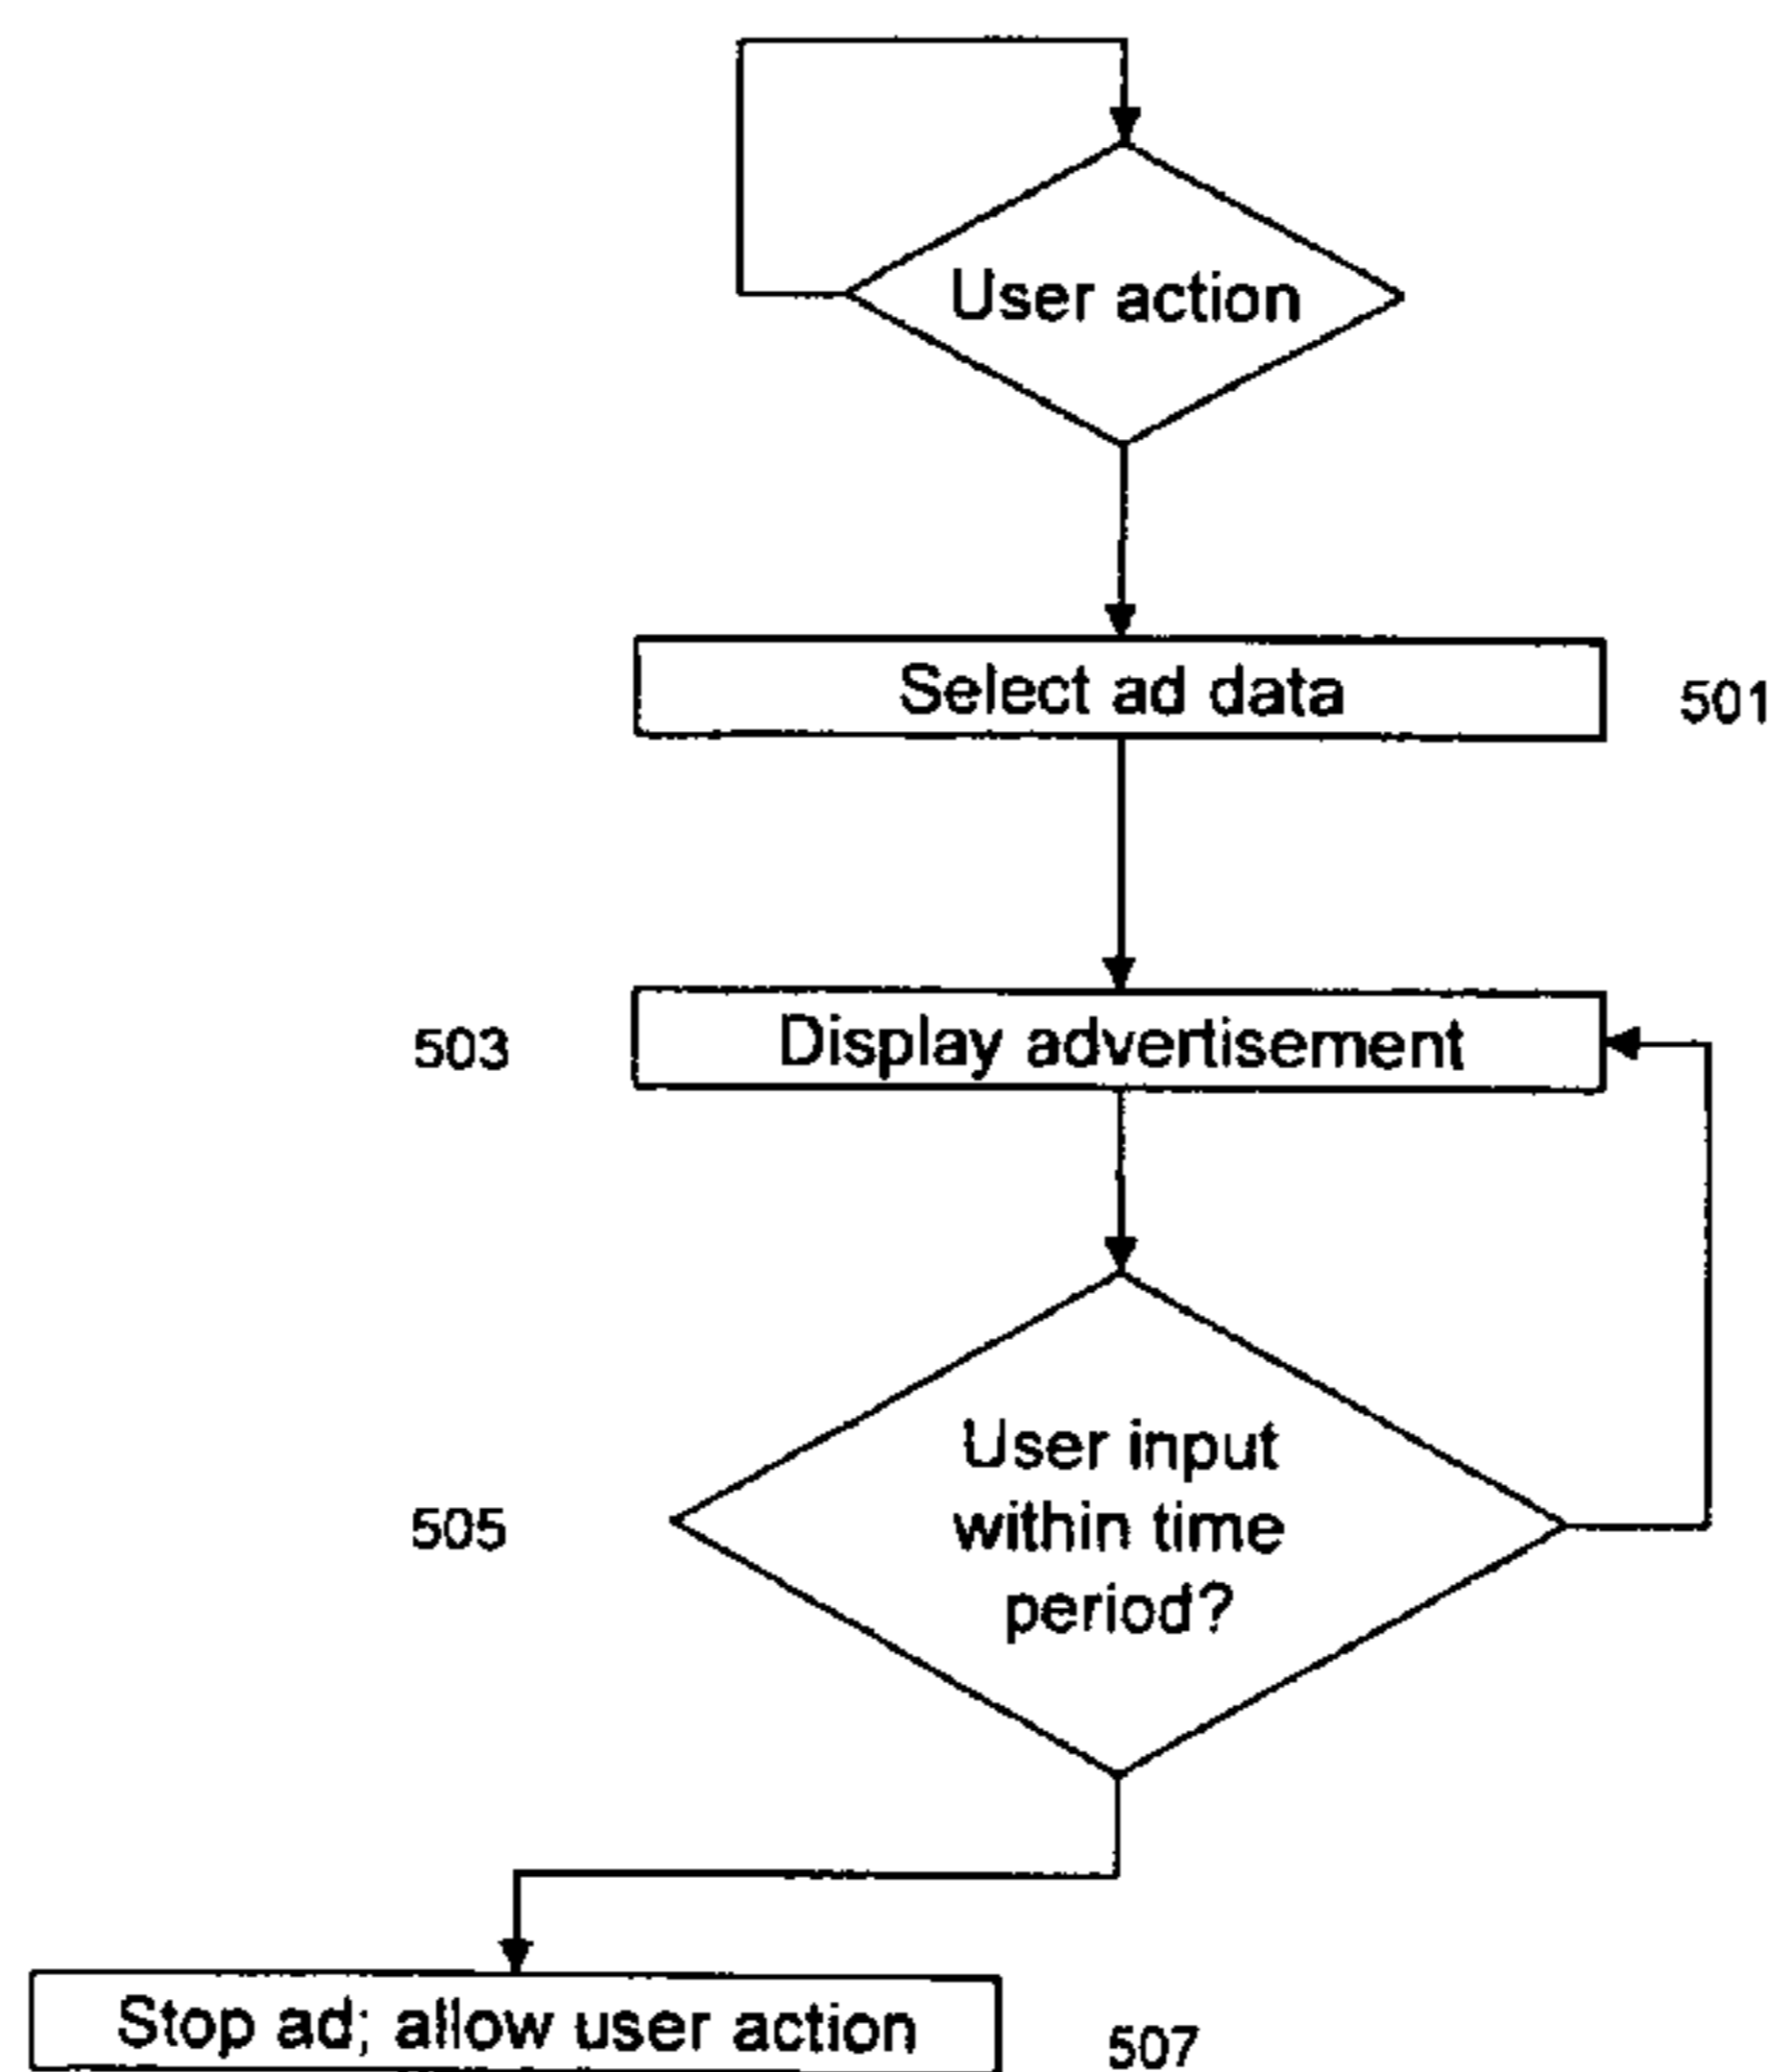 User action
Select ad data
501
503
Display advertisement
User input
within time
period?
505
Stop ad; allow user action
507